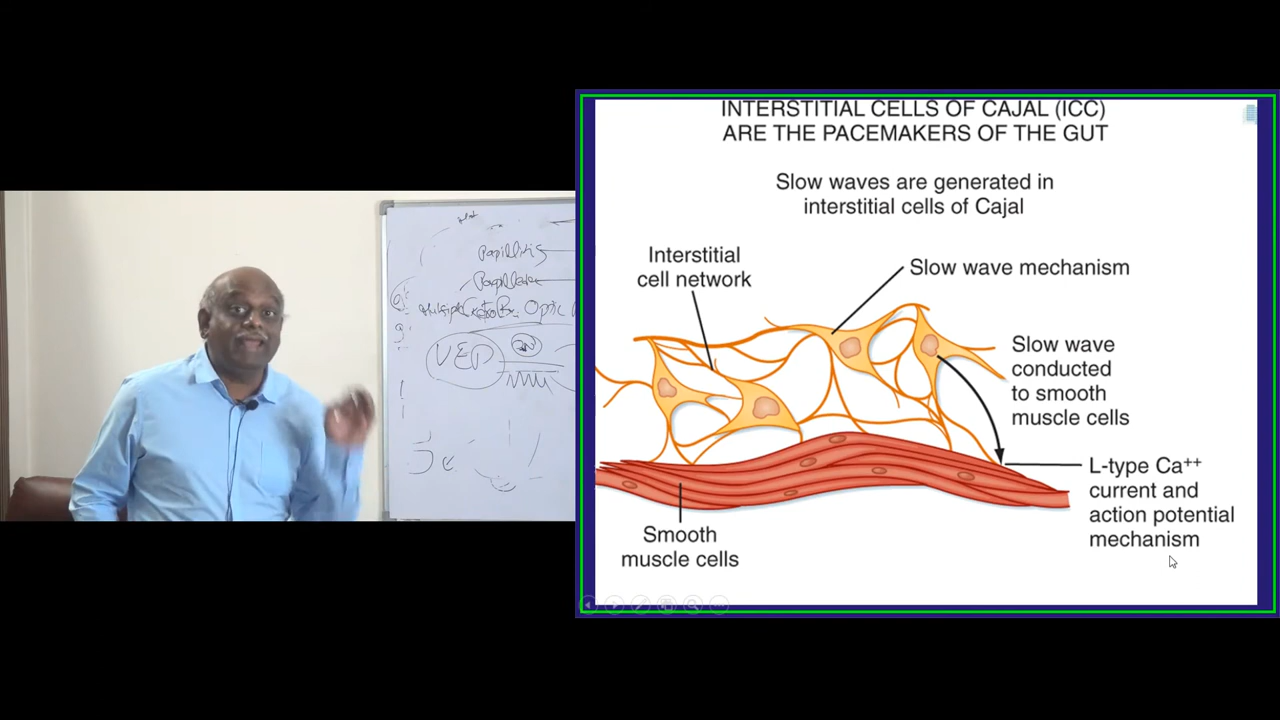 Papillitis
VEP
INTERSTITIAL CELLS OF CAJAL (ICC)
ARE THE PACEMAKERS OF THE GUT
Slow waves are generated in
interstitial cells of Cajal
Interstitial
cell network
Slow wave mechanism
Slow wave
conducted
to smooth
muscle cells
L-type Ca⁺⁺
current and
action potential
mechanism
Smooth
muscle cells